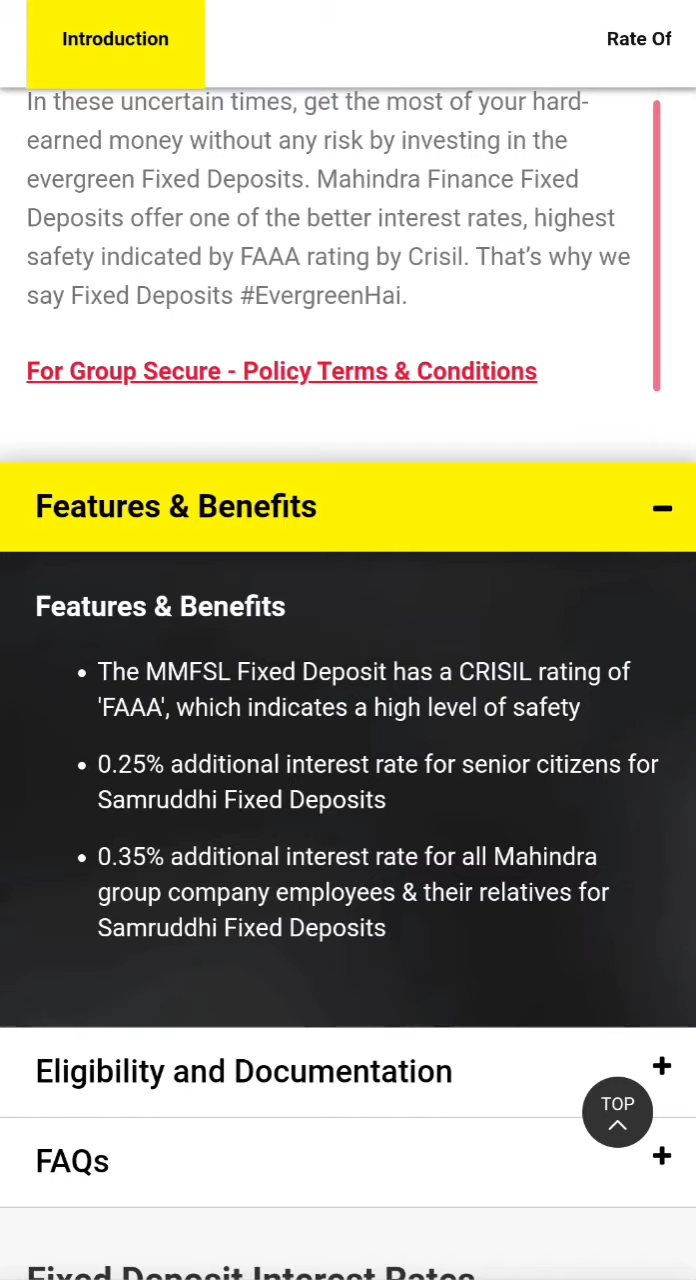 Introduction
Rate Of
In these uncertain times, get the most of your hard-
earned money without any risk by investing in the
evergreen Fixed Deposits. Mahindra Finance Fixed
Deposits offer one of the better interest rates, highest
safety indicated by FAAA rating by Crisil. That’s why we
say Fixed Deposits #EvergreenHai.
For Group Secure - Policy Terms & Conditions
Features & Benefits
Features & Benefits
• The MMFSL Fixed Deposit has a CRISIL rating of
'FAAA', which indicates a high level of safety
• 0.25% additional interest rate for senior citizens for
Samruddhi Fixed Deposits
• 0.35% additional interest rate for all Mahindra
group company employees & their relatives for
Samruddhi Fixed Deposits
Eligibility and Documentation
TOP
FAQs
Fixed Deposit Interest Rates